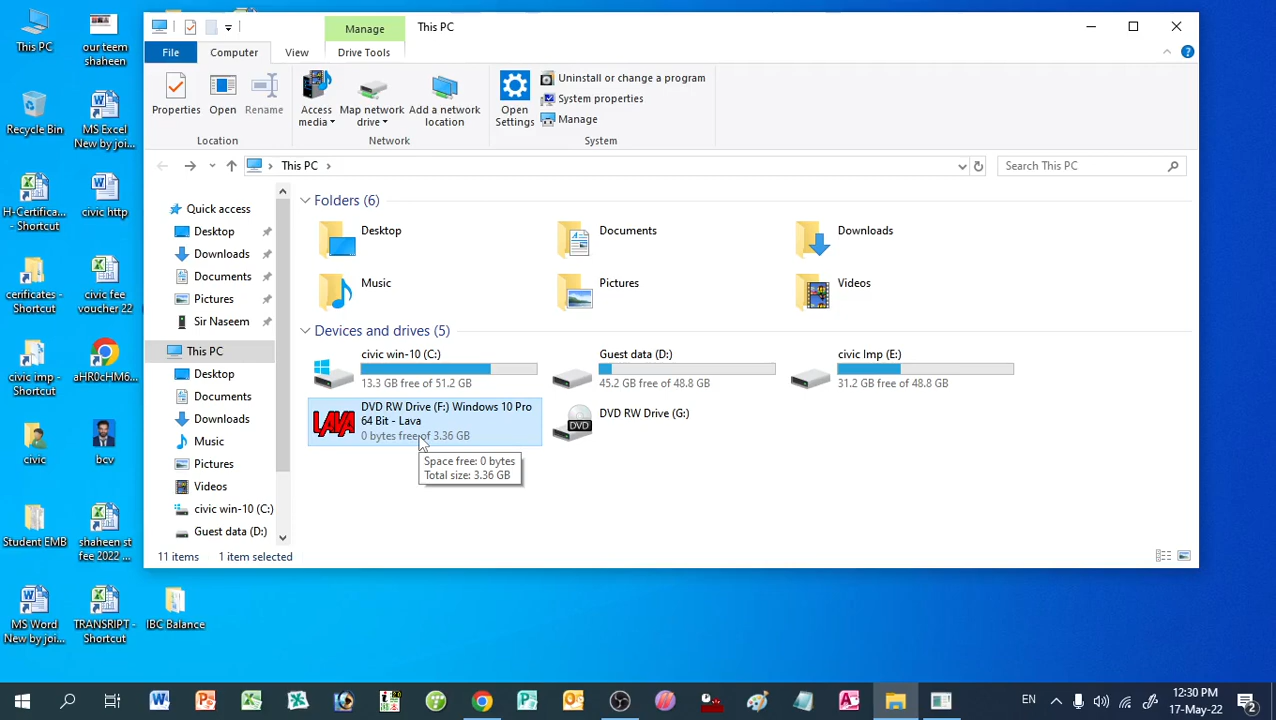 This PC
our teem
shaheen
Recycle Bin
MS Excel
New by joi...
H-Certifica...
- Shortcut
civic http
cerificates -
Shortcut
civic fee
voucher 22
civic imp -
Shortcut
aHR0cHM6...
civic
bcv
Student EMB
shaheen st
fee 2022 ...
MS Word
New by joi...
TRANSRIPT -
Shortcut
IBC Balance
Manage
This PC
File
Computer
View
Drive Tools
Properties
Open
Rename
Location
Access
media
Map network
drive
Add a network
location
Network
Open
Settings
Uninstall or change a program
System properties
Manage
System
This PC
Search This PC
Quick access
Desktop
Downloads
Documents
Pictures
Sir Naseem
This PC
Desktop
Documents
Downloads
Music
Pictures
Videos
civic win-10 (C:)
Guest data (D:)
Folders (6)
Desktop
Documents
Downloads
Music
Pictures
Videos
Devices and drives (5)
civic win-10 (C:)
13.3 GB free of 51.2 GB
Guest data (D:)
45.2 GB free of 48.8 GB
civic Imp (E:)
31.2 GB free of 48.8 GB
LAVA
DVD RW Drive (F:) Windows 10 Pro
64 Bit - Lava
0 bytes free of 3.36 GB
DVD
DVD RW Drive (G:)
Space free: 0 bytes
Total size: 3.36 GB
11 items
1 item selected
EN
12:30 PM
17-May-22
2